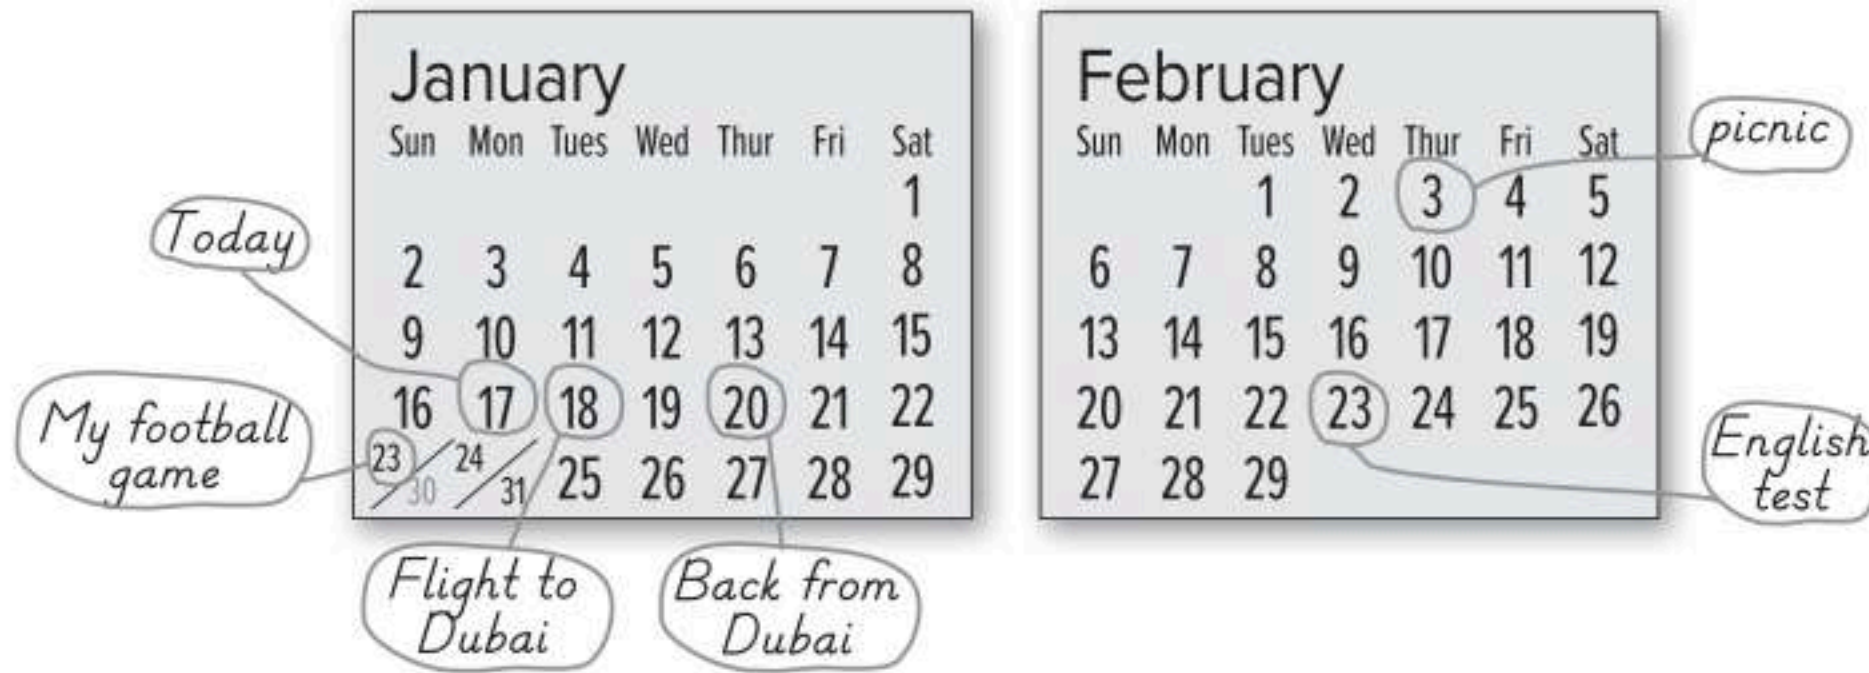 January
Sun Mon Tues Wed Thur Fri Sat
1
2 3 4 5 6 7 8
9 10 11 12 13 14 15
16 17 18 19 20 21 22
23/30 24/31 25 26 27 28 29
Today
My football
game
Flight to
Dubai
Back from
Dubai
February
Sun Mon Tues Wed Thur Fri Sat
1 2 3 4 5
6 7 8 9 10 11 12
13 14 15 16 17 18 19
20 21 22 23 24 25 26
27 28 29
picnic
English
test